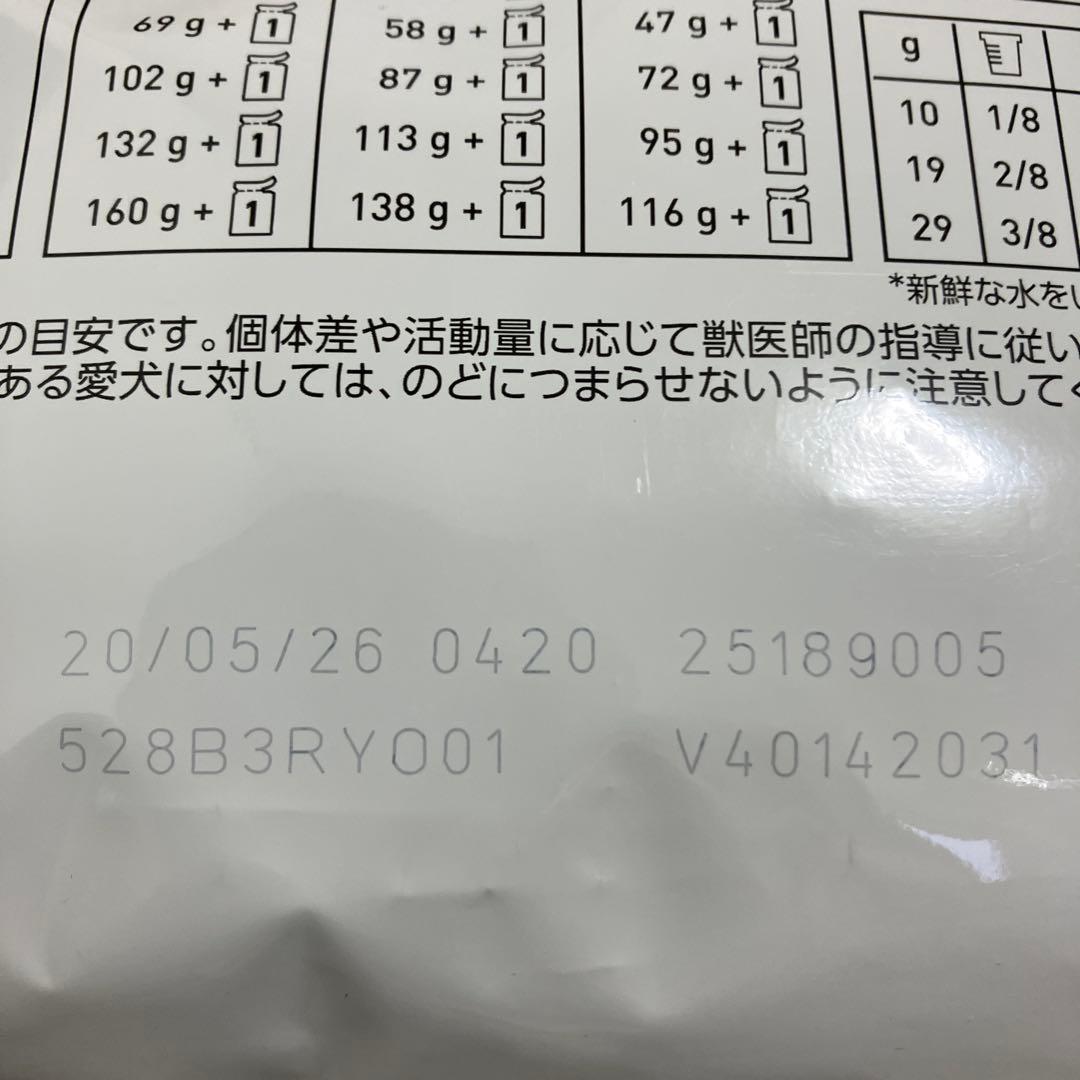 69 g + 1 58 g + 1 47 g + 1
102 g + 1 87 g + 1 72 g + 1
132 g + 1 113 g + 1 95 g + 1
160 g + 1 138 g + 1 116 g + 1
g
10 1/8
19 2/8
29 3/8
*新鮮な水をい
の目安です。個体差や活動量に応じて獣医師の指導に従い
ある愛犬に対しては、のどにつまらせないように注意してく
20/05/26 0420 25189005
528B3RYO01 V40142031